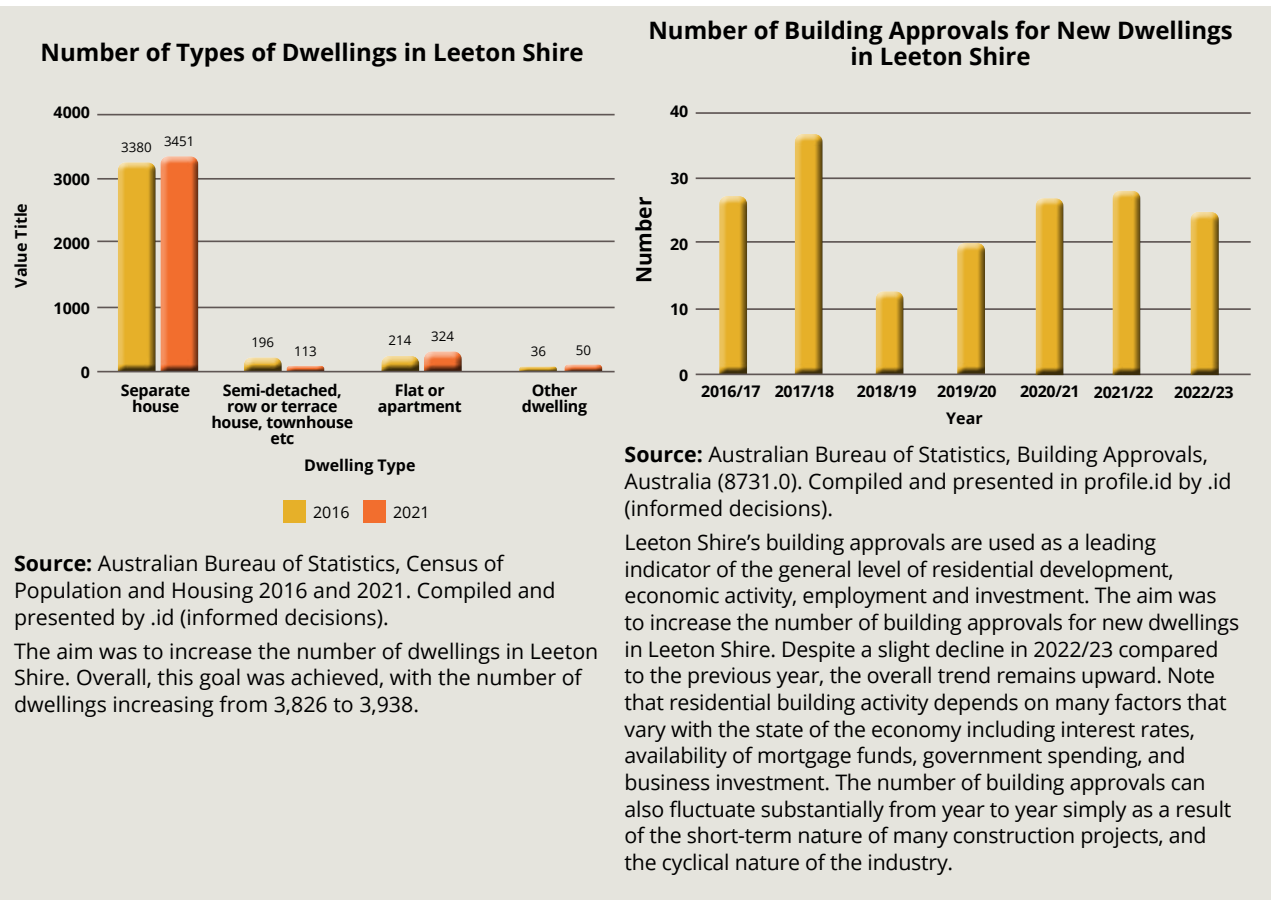 Number of Types of Dwellings in Leeton Shire
4000
3000
2000
1000
0
Value Title
3380
3451
196
113
214
324
36
50
Separate
house
Semi-detached,
row or terrace
house, townhouse
etc
Flat or
apartment
Other
dwelling
Dwelling Type
2016
2021
Source: Australian Bureau of Statistics, Census of
Population and Housing 2016 and 2021. Compiled and
presented by .id (informed decisions).
The aim was to increase the number of dwellings in Leeton
Shire. Overall, this goal was achieved, with the number of
dwellings increasing from 3,826 to 3,938.
Number of Building Approvals for New Dwellings
in Leeton Shire
40
30
20
10
0
Number
2016/17
2017/18
2018/19
2019/20
2020/21
2021/22
2022/23
Year
Source: Australian Bureau of Statistics, Building Approvals,
Australia (8731.0). Compiled and presented in profile.id by .id
(informed decisions).
Leeton Shire’s building approvals are used as a leading
indicator of the general level of residential development,
economic activity, employment and investment. The aim was
to increase the number of building approvals for new dwellings
in Leeton Shire. Despite a slight decline in 2022/23 compared
to the previous year, the overall trend remains upward. Note
that residential building activity depends on many factors that
vary with the state of the economy including interest rates,
availability of mortgage funds, government spending, and
business investment. The number of building approvals can
also fluctuate substantially from year to year simply as a result
of the short-term nature of many construction projects, and
the cyclical nature of the industry.